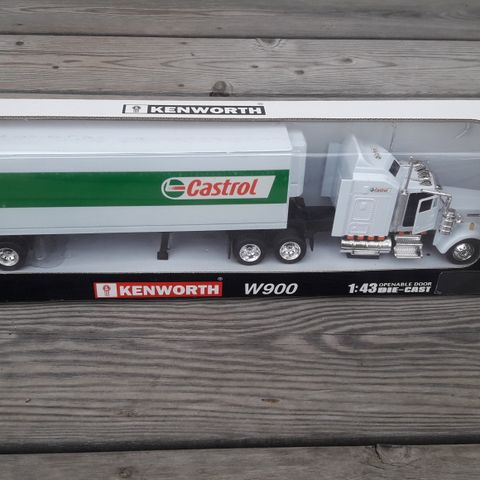 KENWORTH®
Castrol
Castrol
KENWORTH® W900 1:43 OPENABLE DOOR DIE-CAST